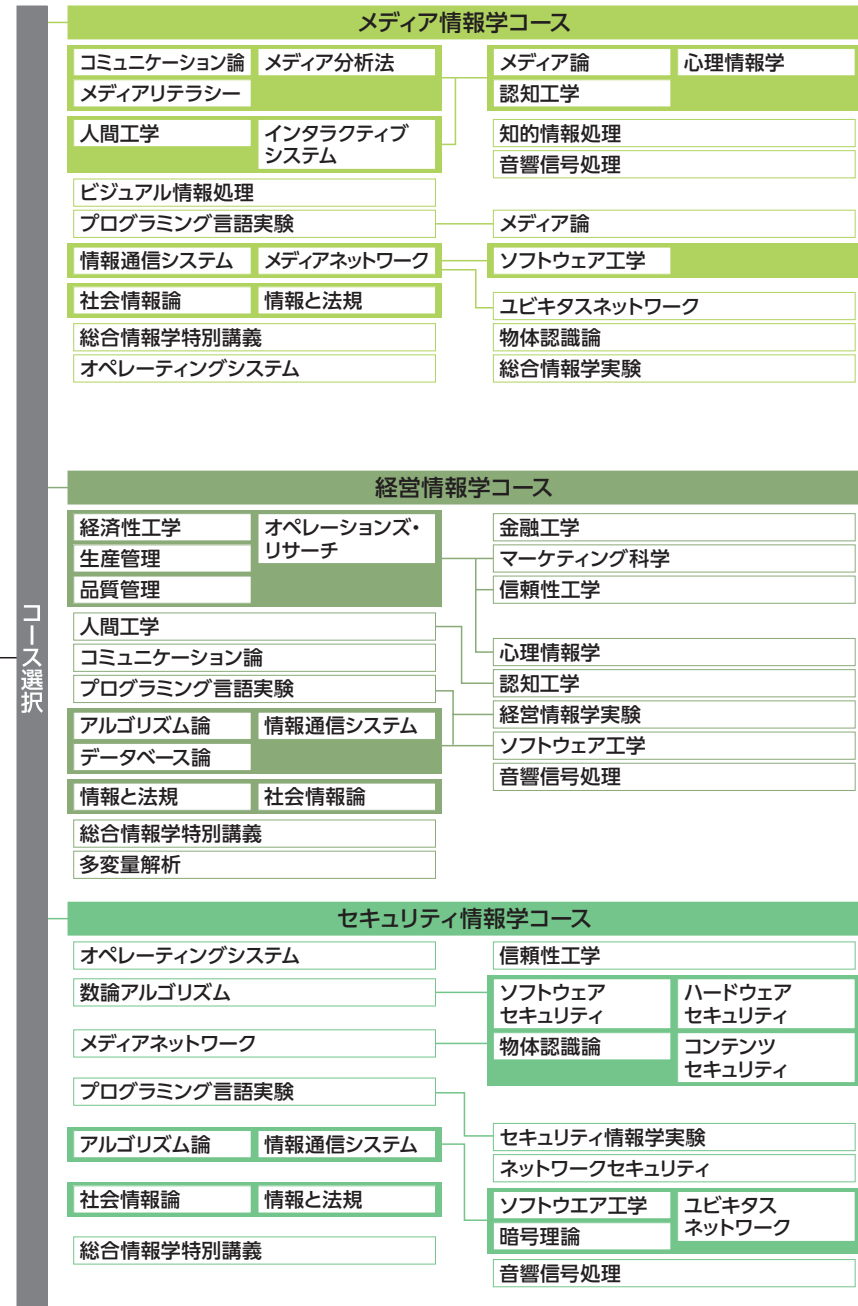 コース選択
メディア情報学コース
コミュニケーション論
メディア分析法
メディアリテラシー
人間工学
インタラクティブ
システム
ビジュアル情報処理
プログラミング言語実験
情報通信システム
メディアネットワーク
社会情報論
情報と法規
総合情報学特別講義
オペレーティングシステム
メディア論
心理情報学
認知工学
知的情報処理
音響信号処理
メディア論
ソフトウェア工学
ユビキタスネットワーク
物体認識論
総合情報学実験
経営情報学コース
経済性工学
オペレーションズ・
リサーチ
生産管理
品質管理
人間工学
コミュニケーション論
プログラミング言語実験
アルゴリズム論
情報通信システム
データベース論
情報と法規
社会情報論
総合情報学特別講義
多変量解析
金融工学
マーケティング科学
信頼性工学
心理情報学
認知工学
経営情報学実験
ソフトウェア工学
音響信号処理
セキュリティ情報学コース
オペレーティングシステム
数論アルゴリズム
メディアネットワーク
プログラミング言語実験
アルゴリズム論
情報通信システム
社会情報論
情報と法規
総合情報学特別講義
信頼性工学
ソフトウェア
セキュリティ
ハードウェア
セキュリティ
物体認識論
コンテンツ
セキュリティ
セキュリティ情報学実験
ネットワークセキュリティ
ソフトウエア工学
ユビキタス
ネットワーク
暗号理論
音響信号処理